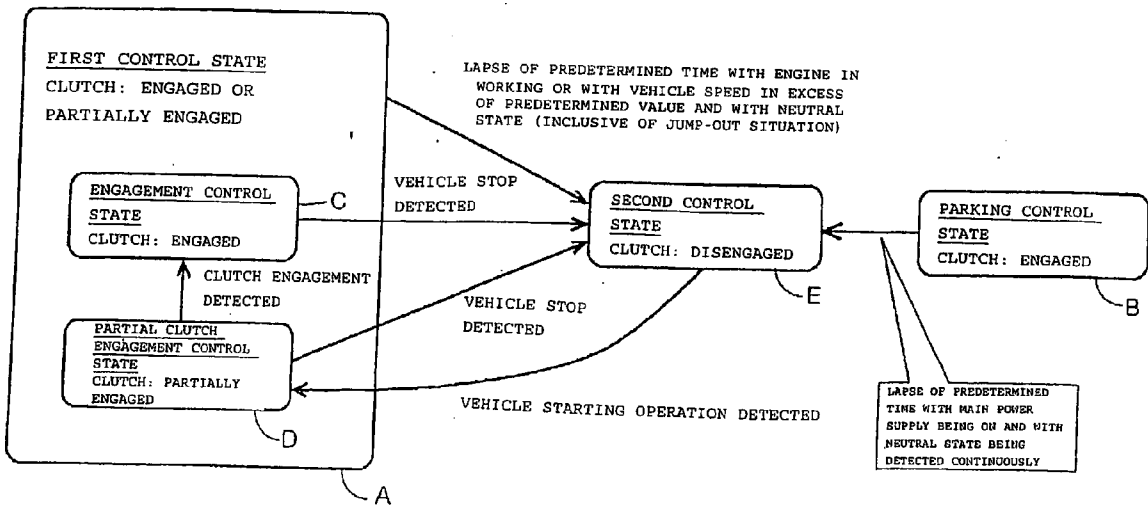 FIRST CONTROL STATE
CLUTCH: ENGAGED OR
PARTIALLY ENGAGED
LAPSE OF PREDETERMINED TIME WITH ENGINE IN
WORKING OR WITH VEHICLE SPEED IN EXCESS
OF PREDETERMINED VALUE AND WITH NEUTRAL
STATE (INCLUSIVE OF JUMP-OUT SITUATION)
ENGAGEMENT CONTROL
STATE
CLUTCH: ENGAGED
C
VEHICLE STOP
DETECTED
SECOND CONTROL
STATE
CLUTCH: DISENGAGED
E
PARKING CONTROL
STATE
CLUTCH: ENGAGED
B
CLUTCH ENGAGEMENT
DETECTED
VEHICLE STOP
DETECTED
PARTIAL CLUTCH
ENGAGEMENT CONTROL
STATE
CLUTCH: PARTIALLY
ENGAGED
D
VEHICLE STARTING OPERATION DETECTED
LAPSE OF PREDETERMINED
TIME WITH MAIN POWER
SUPPLY BEING ON AND WITH
NEUTRAL STATE BEING
DETECTED CONTINUOUSLY
A